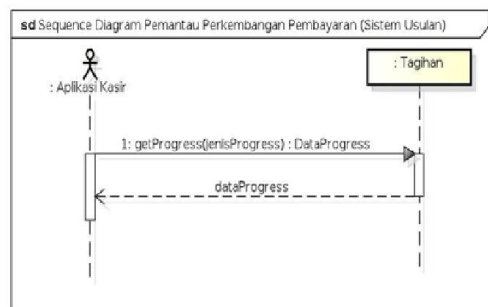 sd Sequence Diagram Pemantau Perkembangan Pembayaran (Sistem Usulan)
: Aplikasi Kasir
: Tagihan
1: getProgress(jenisProgress) : DataProgress
dataProgress